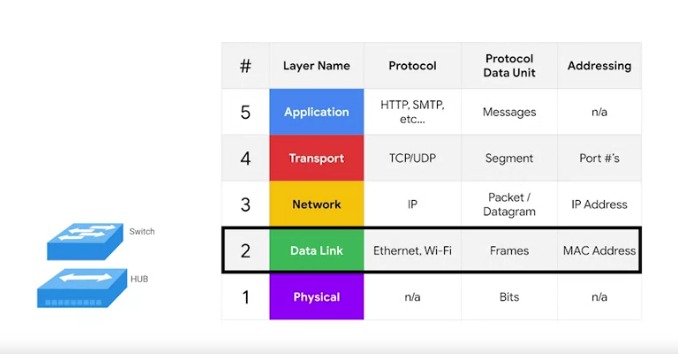 # Layer Name Protocol Protocol Data Unit Addressing
5 Application HTTP, SMTP, etc... Messages n/a
4 Transport TCP/UDP Segment Port #'s
3 Network IP Packet / Datagram IP Address
2 Data Link Ethernet, Wi-Fi Frames MAC Address
1 Physical n/a Bits n/a
Switch
HUB